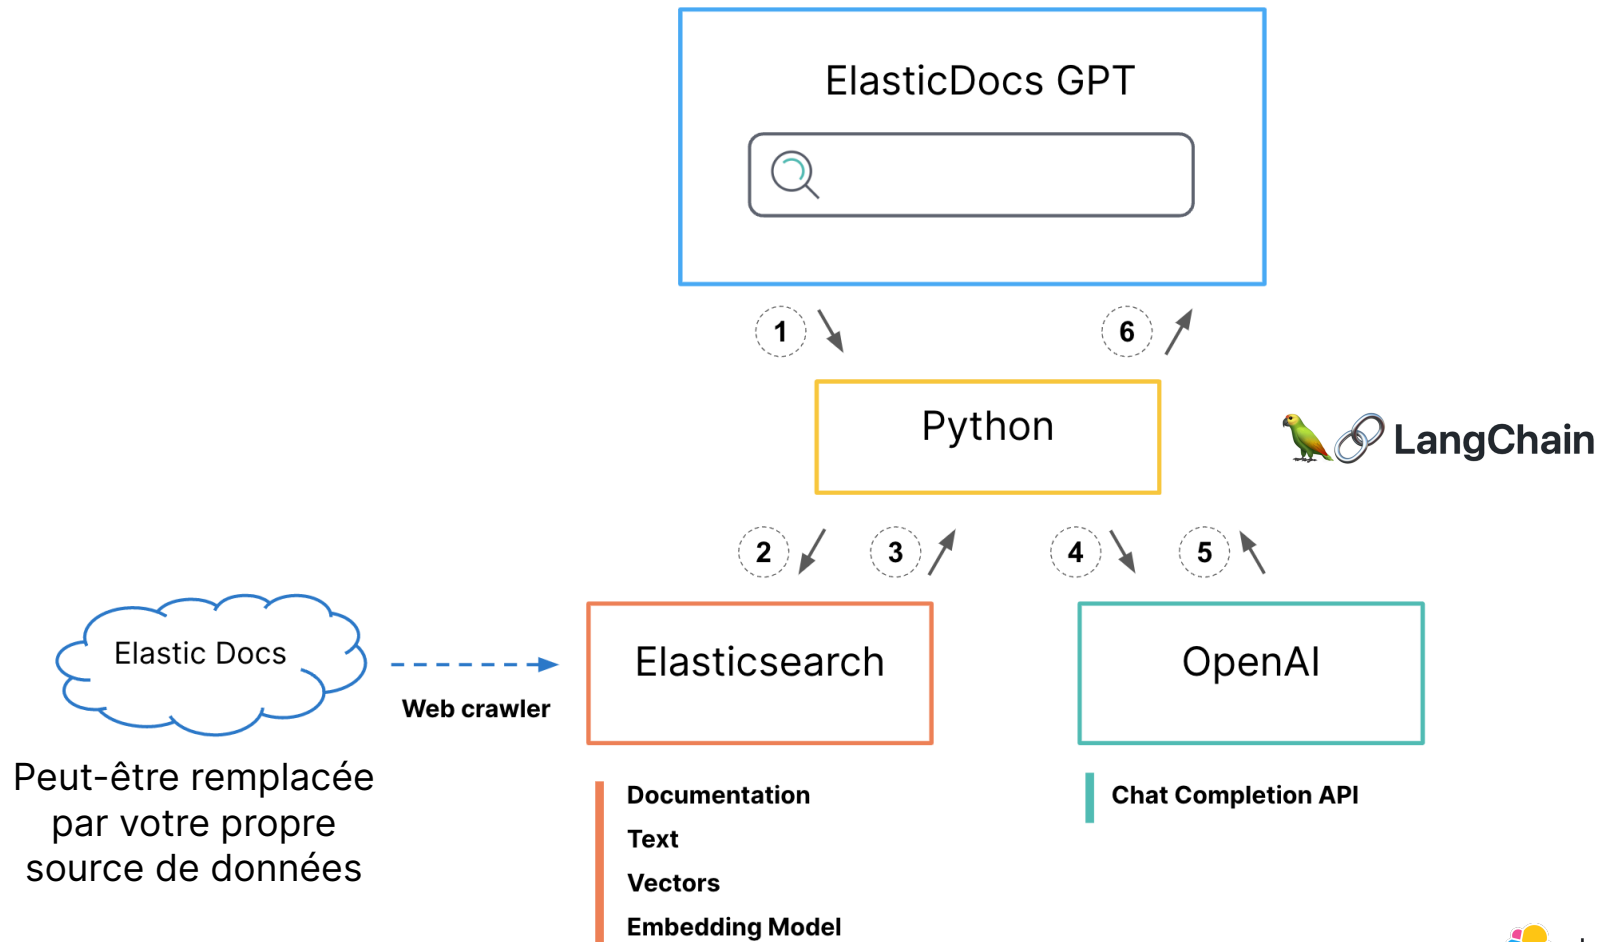 ElasticDocs GPT
1
6
Python
LangChain
2
3
4
5
Elastic Docs
Web crawler
Elasticsearch
OpenAI
Peut-être remplacée
par votre propre
source de données
Documentation
Text
Vectors
Embedding Model
Chat Completion API